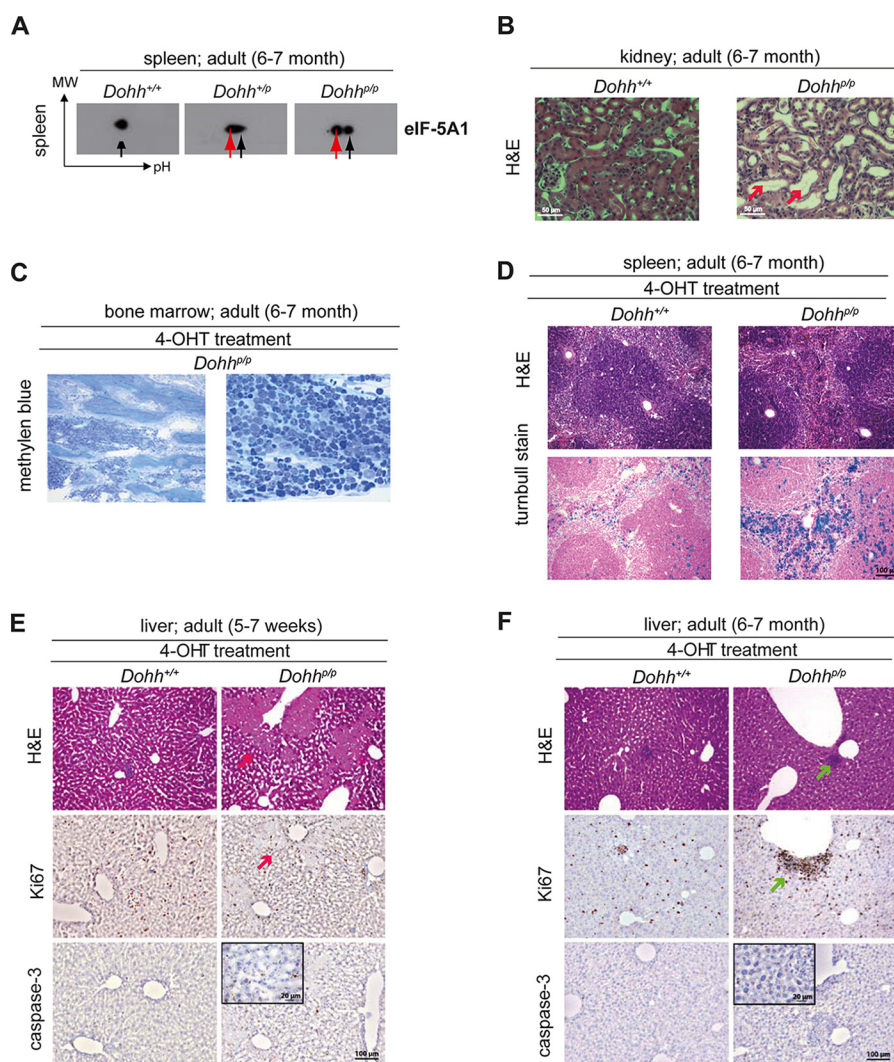 A
spleen; adult (6-7 month)
MW
Dohh+/+
Dohh+/p
Dohhp/p
spleen
eIF-5A1
pH
B
kidney; adult (6-7 month)
Dohh+/+
Dohhp/p
H&E
50 µm
50 µm
C
bone marrow; adult (6-7 month)
4-OHT treatment
Dohhp/p
methylen blue
D
spleen; adult (6-7 month)
4-OHT treatment
Dohh+/+
Dohhp/p
H&E
turnbull stain
100 µm
E
liver; adult (5-7 weeks)
4-OHT treatment
Dohh+/+
Dohhp/p
H&E
Ki67
caspase-3
20 µm
100 µm
F
liver; adult (6-7 month)
4-OHT treatment
Dohh+/+
Dohhp/p
H&E
Ki67
caspase-3
20 µm
100 µm